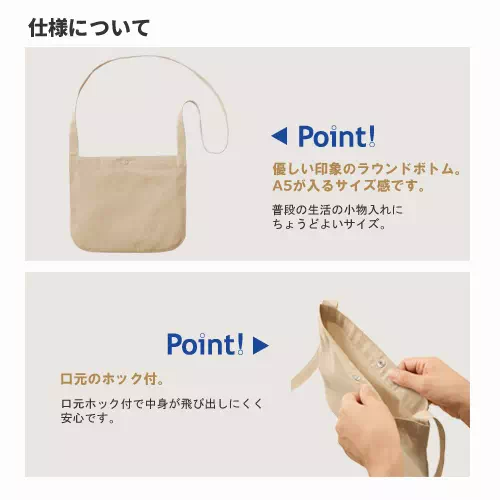 仕様について
Point!
優しい印象のラウンドボトム。
A5が入るサイズ感です。
普段の生活の小物入れに
ちょうどよいサイズ。
Point!
口元のホック付。
口元ホック付で中身が飛び出しにくく
安心です。